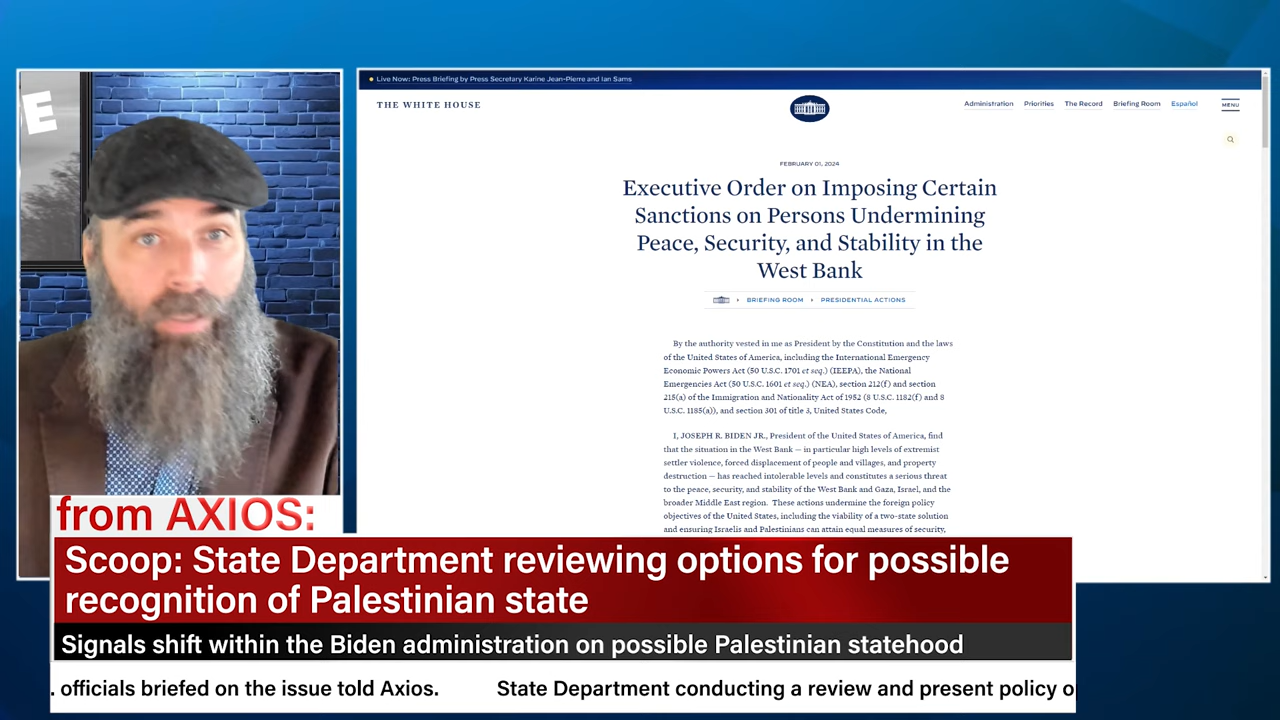 E
Live Now: Press Briefing by Press Secretary Karine Jean-Pierre and Ian Sams
THE WHITE HOUSE
Administration Priorities The Record Briefing Room Español MENU
FEBRUARY 01, 2024
Executive Order on Imposing Certain
Sanctions on Persons Undermining
Peace, Security, and Stability in the
West Bank
BRIEFING ROOM PRESIDENTIAL ACTIONS
By the authority vested in me as President by the Constitution and the laws
of the United States of America, including the International Emergency
Economic Powers Act (50 U.S.C. 1701 et seq.) (IEEPA), the National
Emergencies Act (50 U.S.C. 1601 et seq.) (NEA), section 212(f) and section
215(a) of the Immigration and Nationality Act of 1952 (8 U.S.C. 1182(f) and 8
U.S.C. 1185(a)), and section 301 of title 3, United States Code,
I, JOSEPH R. BIDEN JR., President of the United States of America, find
that the situation in the West Bank — in particular high levels of extremist
settler violence, forced displacement of people and villages, and property
destruction — has reached intolerable levels and constitutes a serious threat
to the peace, security, and stability of the West Bank and Gaza, Israel, and the
broader Middle East region. These actions undermine the foreign policy
objectives of the United States, including the viability of a two-state solution
and ensuring Israelis and Palestinians can attain equal measures of security,
from AXIOS:
Scoop: State Department reviewing options for possible
recognition of Palestinian state
Signals shift within the Biden administration on possible Palestinian statehood
. officials briefed on the issue told Axios. State Department conducting a review and present policy o